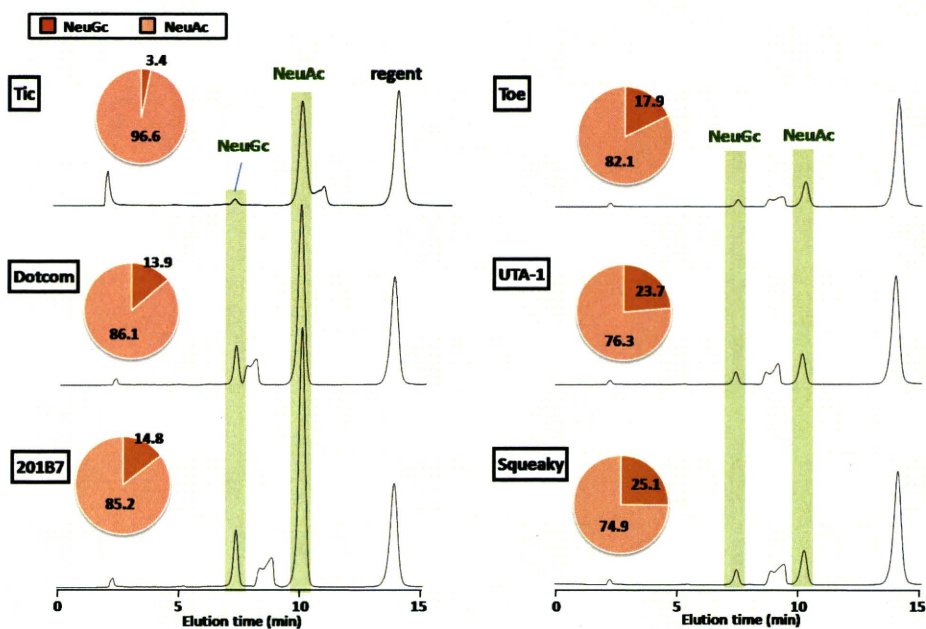 NeuGc NeuAc
Tic
3.4
96.6
NeuGc
NeuAc
regent
Dotcom
13.9
86.1
201B7
14.8
85.2
0 5 10 15
Elution time (min)
Toe
17.9
82.1
NeuGc
NeuAc
UTA-1
23.7
76.3
Squeaky
25.1
74.9
0 5 10 15
Elution time (min)